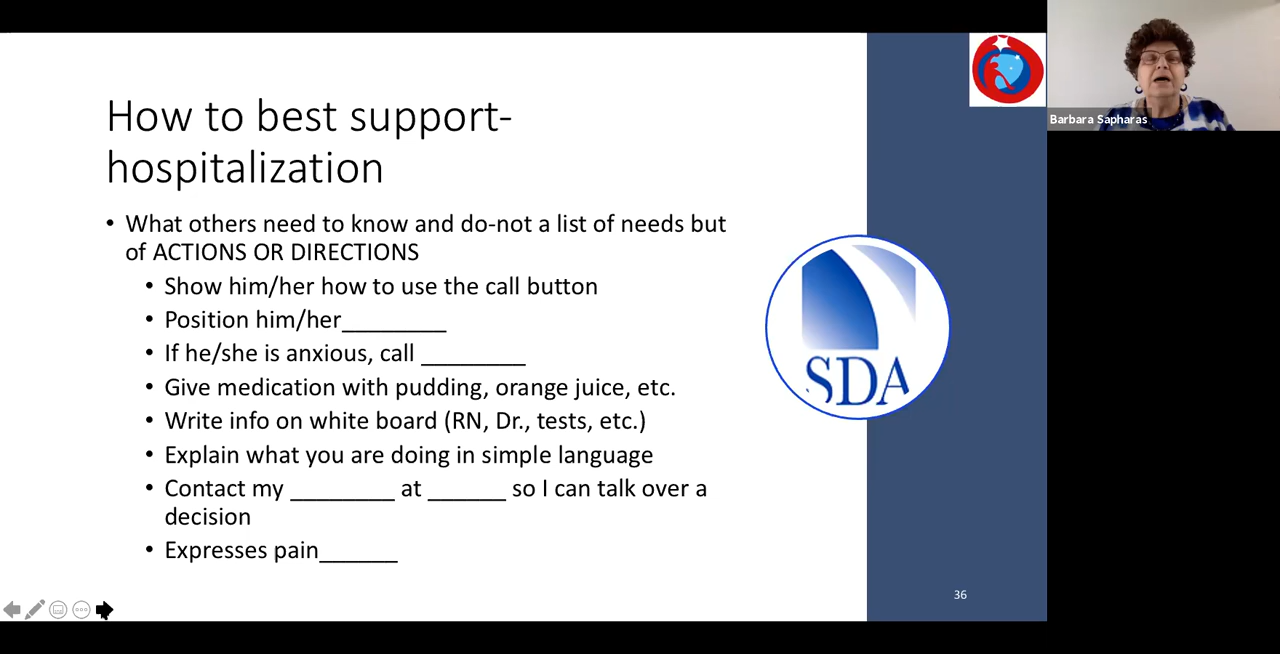 How to best support-
hospitalization
• What others need to know and do-not a list of needs but
of ACTIONS OR DIRECTIONS
• Show him/her how to use the call button
• Position him/her________
• If he/she is anxious, call ________
• Give medication with pudding, orange juice, etc.
• Write info on white board (RN, Dr., tests, etc.)
• Explain what you are doing in simple language
• Contact my ________ at ______ so I can talk over a
decision
• Expresses pain______
SDA
36
Barbara Sapharas